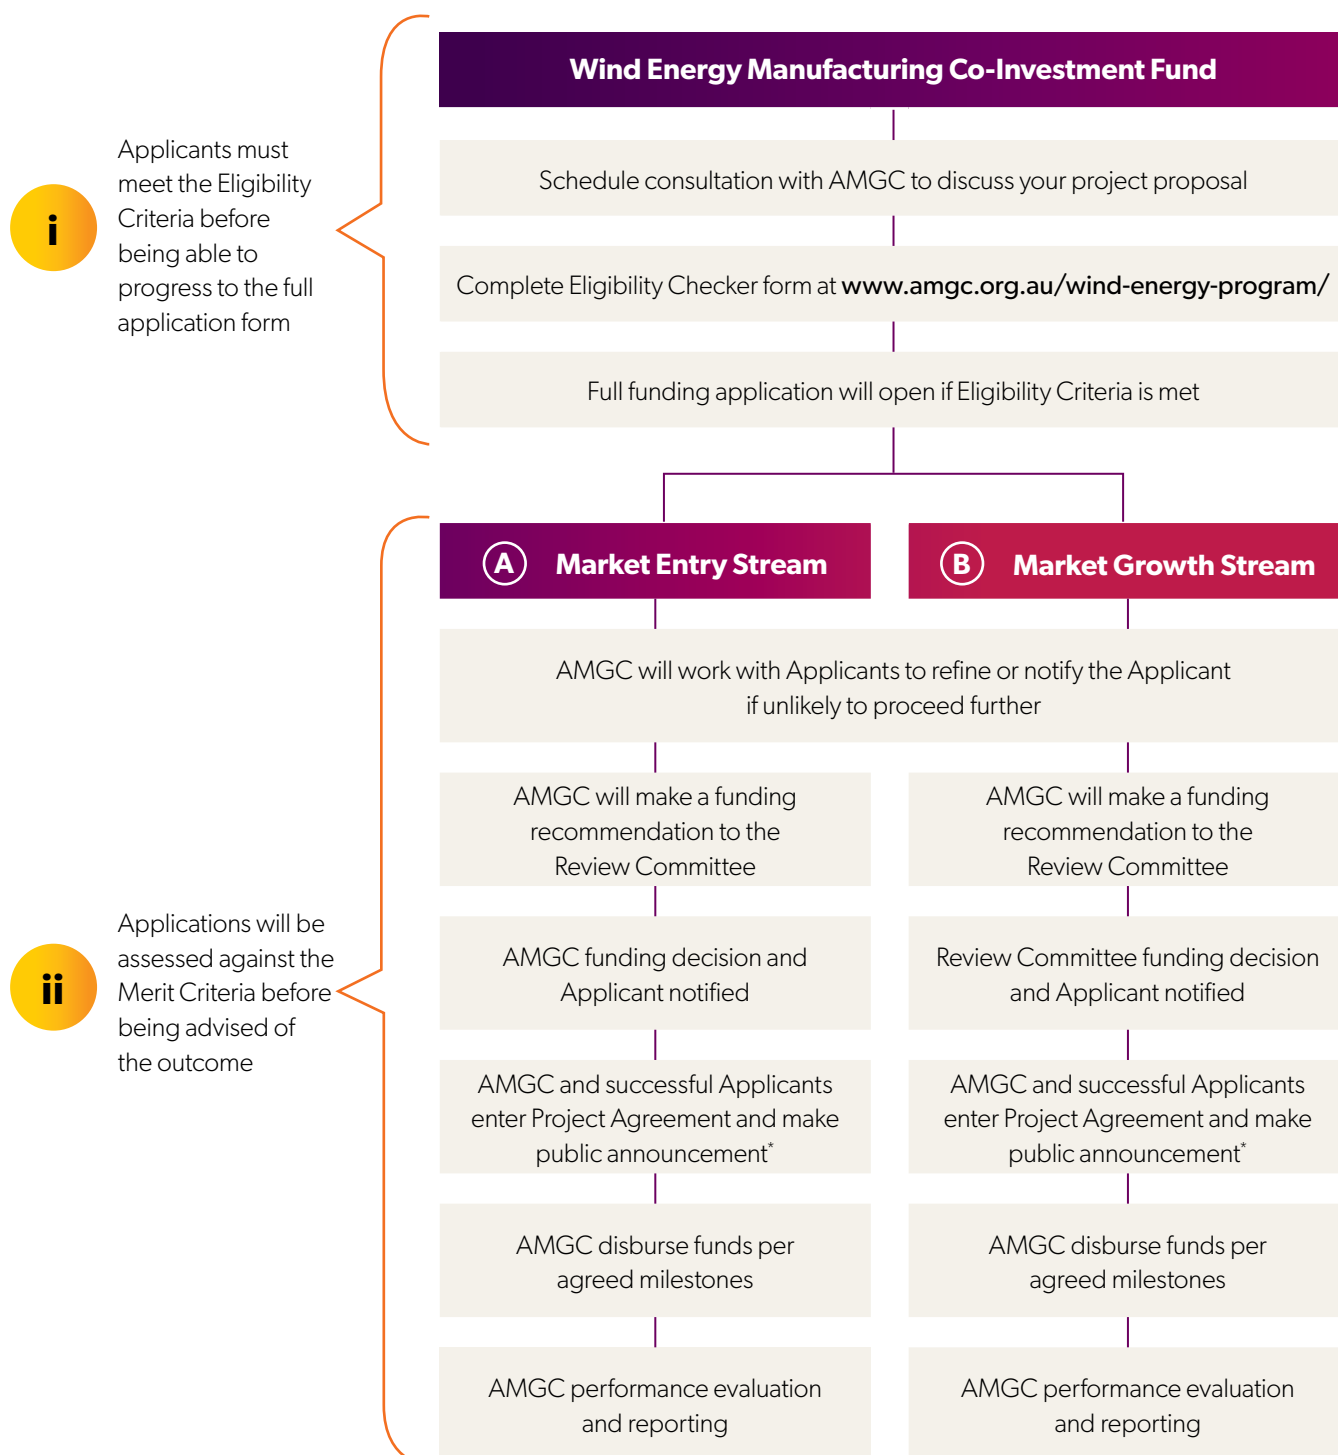 Wind Energy Manufacturing Co-Investment Fund
i
Applicants must
meet the Eligibility
Criteria before
being able to
progress to the full
application form
Schedule consultation with AMGC to discuss your project proposal
Complete Eligibility Checker form at www.amgc.org.au/wind-energy-program/
Full funding application will open if Eligibility Criteria is met
A Market Entry Stream
B Market Growth Stream
AMGC will work with Applicants to refine or notify the Applicant
if unlikely to proceed further
ii
Applications will be
assessed against the
Merit Criteria before
being advised of
the outcome
AMGC will make a funding
recommendation to the
Review Committee
AMGC will make a funding
recommendation to the
Review Committee
AMGC funding decision and
Applicant notified
Review Committee funding decision
and Applicant notified
AMGC and successful Applicants
enter Project Agreement and make
public announcement*
AMGC and successful Applicants
enter Project Agreement and make
public announcement*
AMGC disburse funds per
agreed milestones
AMGC disburse funds per
agreed milestones
AMGC performance evaluation
and reporting
AMGC performance evaluation
and reporting